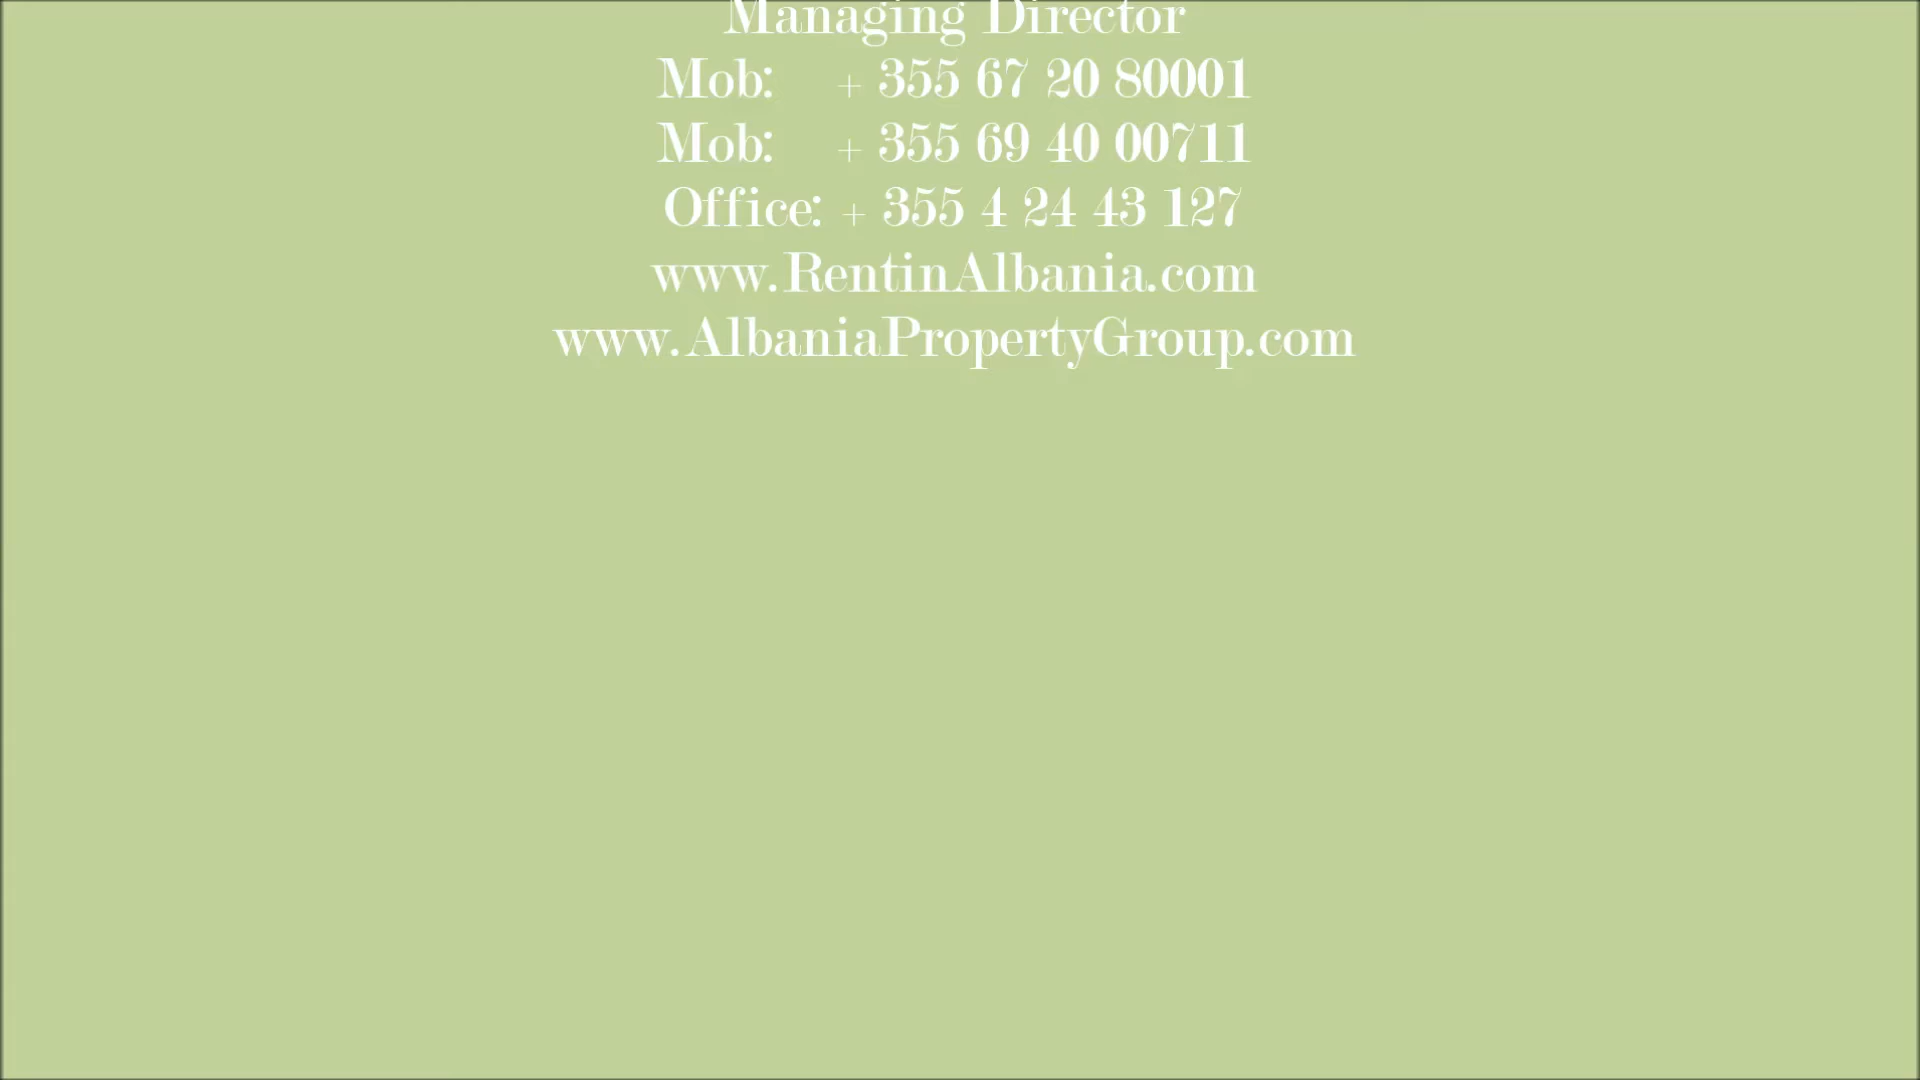 Managing Director
Mob: + 355 67 20 80001
Mob: + 355 69 40 00711
Office: + 355 4 24 43 127
www.RentinAlbania.com
www.AlbaniaPropertyGroup.com